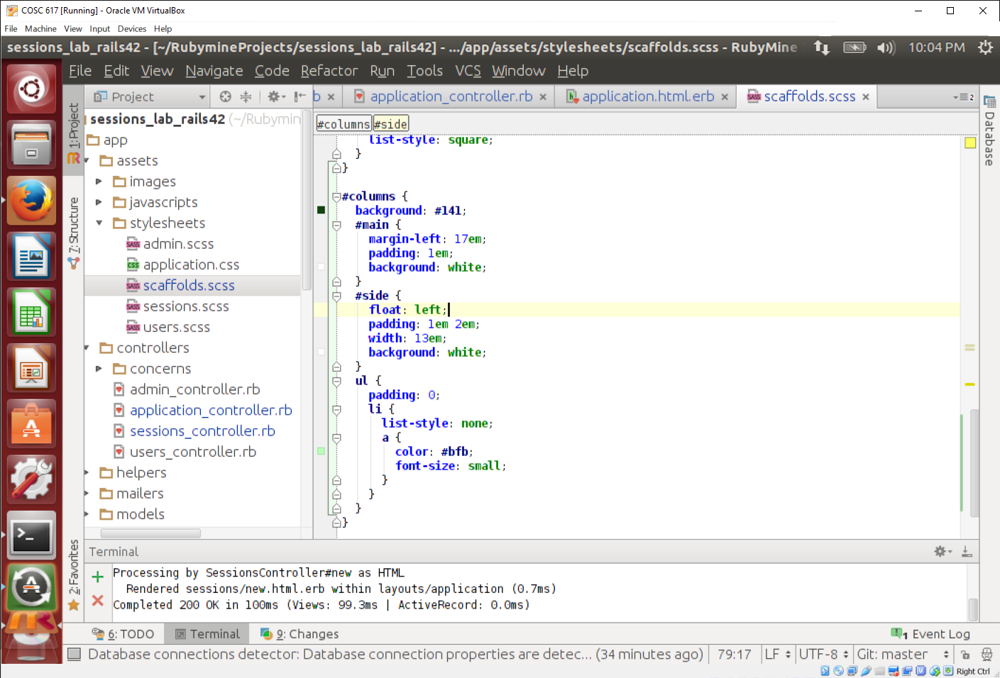 COSC 617 [Running] - Oracle VM VirtualBox
File Machine View Input Devices Help
sessions_lab_rails42 - [~/RubymineProjects/sessions_lab_rails42] - .../app/assets/stylesheets/scaffolds.scss - RubyMine
10:04 PM
File Edit View Navigate Code Refactor Run Tools VCS Window Help
Project
b
application_controller.rb
application.html.erb
scaffolds.scss
2
1: Project
7: Structure
2: Favorites
Database
sessions_lab_rails42 (~/Rubymin
app
assets
images
javascripts
stylesheets
admin.scss
application.css
scaffolds.scss
sessions.scss
users.scss
controllers
concerns
admin_controller.rb
application_controller.rb
sessions_controller.rb
users_controller.rb
helpers
mailers
models
#columns #side
list-style: square;
}
}
#columns {
background: #141;
#main {
margin-left: 17em;
padding: 1em;
background: white;
}
#side {
float: left;
padding: 1em 2em;
width: 13em;
background: white;
}
ul {
padding: 0;
li {
list-style: none;
a {
color: #bfb;
font-size: small;
}
}
}
}
Terminal
Processing by SessionsController#new as HTML
Rendered sessions/new.html.erb within layouts/application (0.7ms)
Completed 200 OK in 100ms (Views: 99.3ms | ActiveRecord: 0.0ms)
6: TODO
Terminal
9: Changes
1 Event Log
Database connections detector: Database connection properties are detec... (34 minutes ago)
79:17
LF
UTF-8
Git: master
Right Ctrl